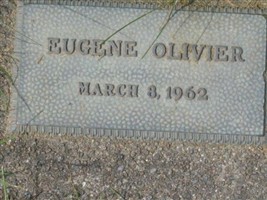 EUGENE OLIVIER
MARCH 8, 1962